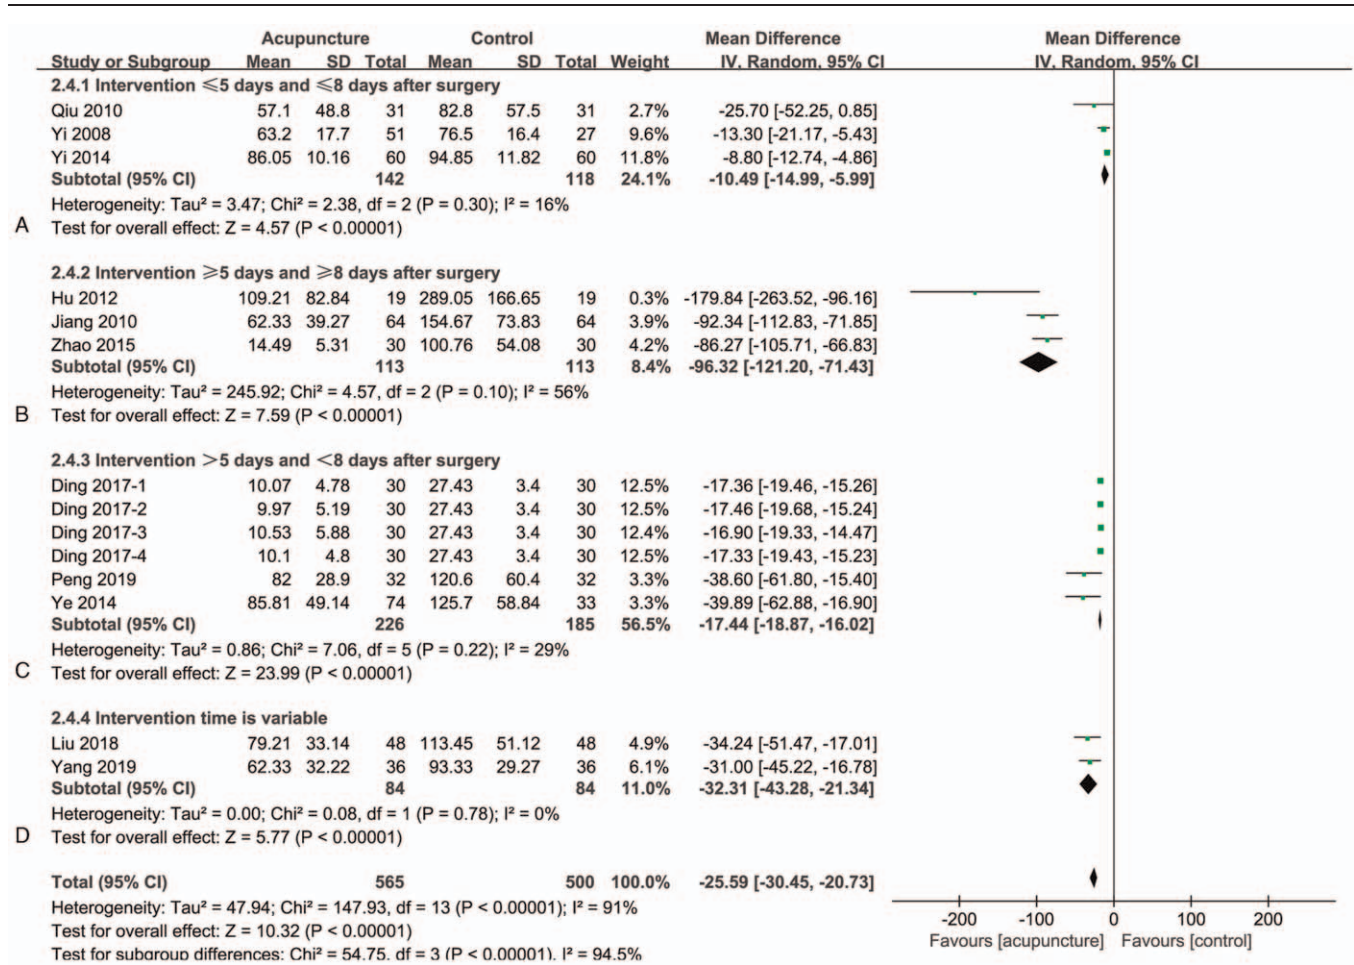 Acupuncture Control Mean Difference Mean Difference
Study or Subgroup Mean SD Total Mean SD Total Weight IV, Random, 95% CI IV, Random, 95% CI
2.4.1 Intervention ⩽5 days and ⩽8 days after surgery
Qiu 2010 57.1 48.8 31 82.8 57.5 31 2.7% -25.70 [-52.25, 0.85]
Yi 2008 63.2 17.7 51 76.5 16.4 27 9.6% -13.30 [-21.17, -5.43]
Yi 2014 86.05 10.16 60 94.85 11.82 60 11.8% -8.80 [-12.74, -4.86]
Subtotal (95% CI) 142 118 24.1% -10.49 [-14.99, -5.99]
Heterogeneity: Tau² = 3.47; Chi² = 2.38, df = 2 (P = 0.30); I² = 16%
A Test for overall effect: Z = 4.57 (P < 0.00001)
2.4.2 Intervention ⩾5 days and ⩾8 days after surgery
Hu 2012 109.21 82.84 19 289.05 166.65 19 0.3% -179.84 [-263.52, -96.16]
Jiang 2010 62.33 39.27 64 154.67 73.83 64 3.9% -92.34 [-112.83, -71.85]
Zhao 2015 14.49 5.31 30 100.76 54.08 30 4.2% -86.27 [-105.71, -66.83]
Subtotal (95% CI) 113 113 8.4% -96.32 [-121.20, -71.43]
Heterogeneity: Tau² = 245.92; Chi² = 4.57, df = 2 (P = 0.10); I² = 56%
B Test for overall effect: Z = 7.59 (P < 0.00001)
2.4.3 Intervention >5 days and <8 days after surgery
Ding 2017-1 10.07 4.78 30 27.43 3.4 30 12.5% -17.36 [-19.46, -15.26]
Ding 2017-2 9.97 5.19 30 27.43 3.4 30 12.5% -17.46 [-19.68, -15.24]
Ding 2017-3 10.53 5.88 30 27.43 3.4 30 12.4% -16.90 [-19.33, -14.47]
Ding 2017-4 10.1 4.8 30 27.43 3.4 30 12.5% -17.33 [-19.43, -15.23]
Peng 2019 82 28.9 32 120.6 60.4 32 3.3% -38.60 [-61.80, -15.40]
Ye 2014 85.81 49.14 74 125.7 58.84 33 3.3% -39.89 [-62.88, -16.90]
Subtotal (95% CI) 226 185 56.5% -17.44 [-18.87, -16.02]
Heterogeneity: Tau² = 0.86; Chi² = 7.06, df = 5 (P = 0.22); I² = 29%
C Test for overall effect: Z = 23.99 (P < 0.00001)
2.4.4 Intervention time is variable
Liu 2018 79.21 33.14 48 113.45 51.12 48 4.9% -34.24 [-51.47, -17.01]
Yang 2019 62.33 32.22 36 93.33 29.27 36 6.1% -31.00 [-45.22, -16.78]
Subtotal (95% CI) 84 84 11.0% -32.31 [-43.28, -21.34]
Heterogeneity: Tau² = 0.00; Chi² = 0.08, df = 1 (P = 0.78); I² = 0%
D Test for overall effect: Z = 5.77 (P < 0.00001)
Total (95% CI) 565 500 100.0% -25.59 [-30.45, -20.73]
Heterogeneity: Tau² = 47.94; Chi² = 147.93, df = 13 (P < 0.00001); I² = 91%
Test for overall effect: Z = 10.32 (P < 0.00001)
Test for subgroup differences: Chi² = 54.75, df = 3 (P < 0.00001), I² = 94.5%
-200 -100 0 100 200
Favours [acupuncture] Favours [control]